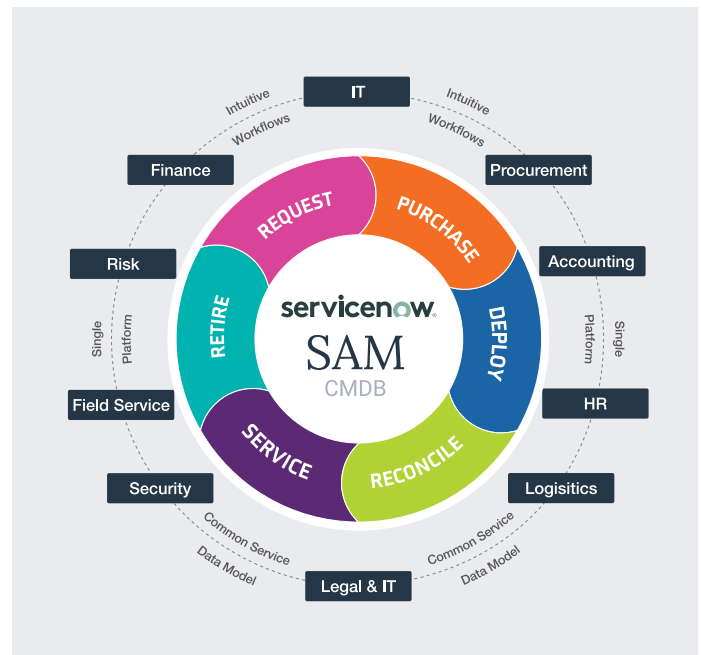 IT
Intuitive
Workflows
Intuitive
Workflows
Finance
Procurement
REQUEST
PURCHASE
Risk
Accounting
RETIRE
servicenow.
SAM
CMDB
DEPLOY
Single
Platform
Platform
Single
Field Service
HR
SERVICE
RECONCILE
Security
Logisitics
Common Service
Data Model
Common Service
Data Model
Legal & IT